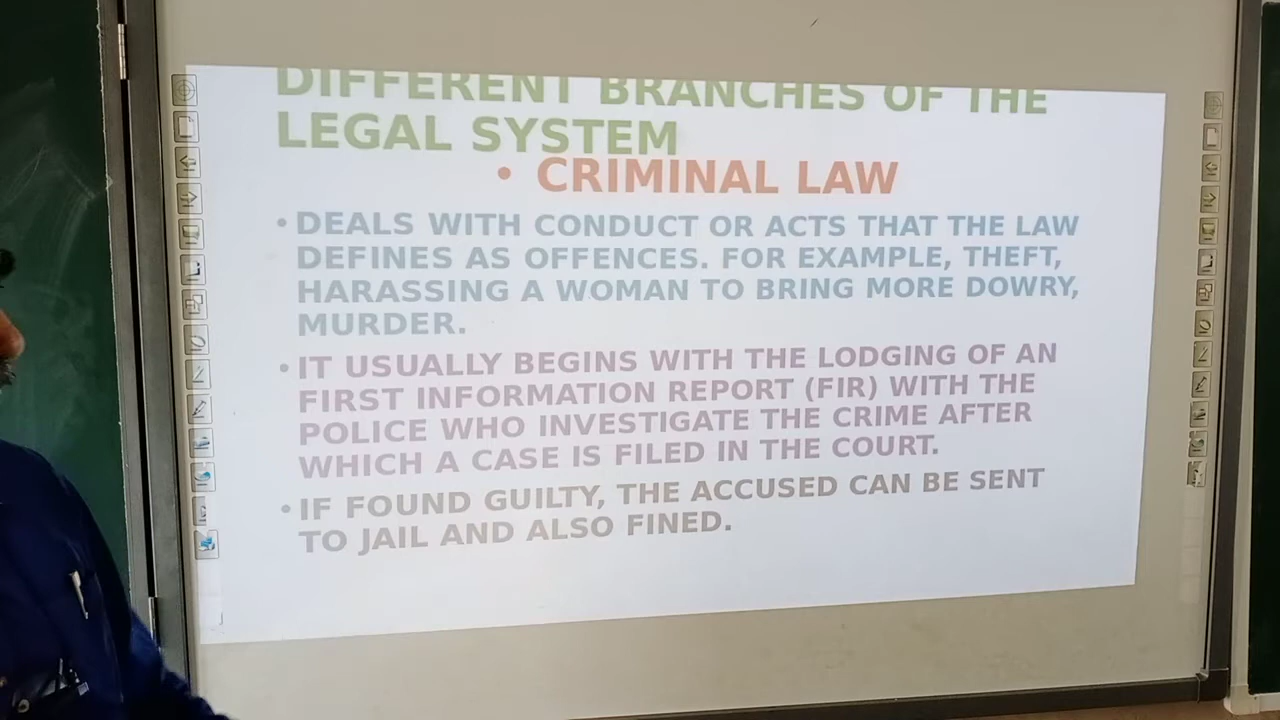 DIFFERENT BRANCHES OF THE
LEGAL SYSTEM
• CRIMINAL LAW
• DEALS WITH CONDUCT OR ACTS THAT THE LAW
DEFINES AS OFFENCES. FOR EXAMPLE, THEFT,
HARASSING A WOMAN TO BRING MORE DOWRY,
MURDER.
• IT USUALLY BEGINS WITH THE LODGING OF AN
FIRST INFORMATION REPORT (FIR) WITH THE
POLICE WHO INVESTIGATE THE CRIME AFTER
WHICH A CASE IS FILED IN THE COURT.
• IF FOUND GUILTY, THE ACCUSED CAN BE SENT
TO JAIL AND ALSO FINED.